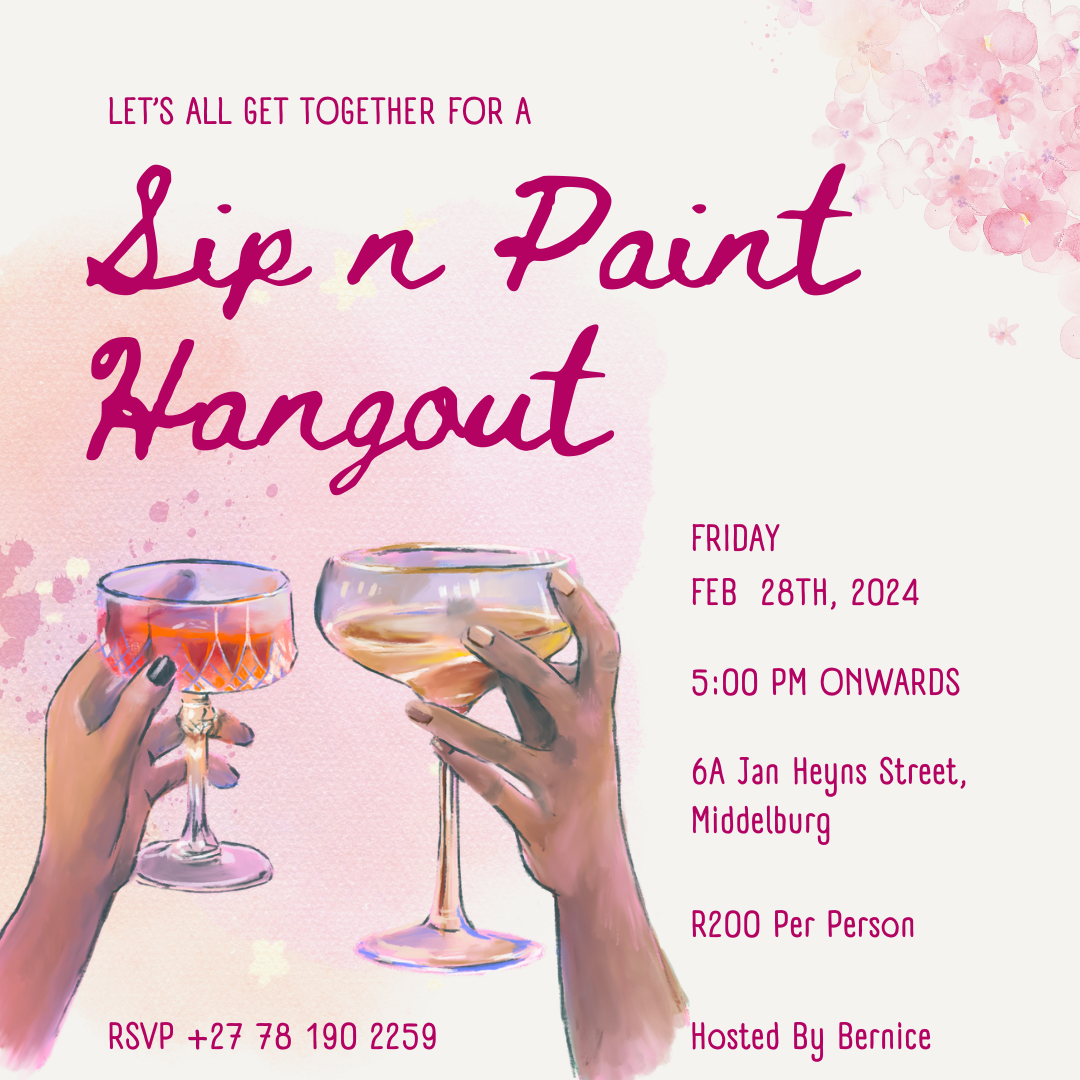 LET'S ALL GET TOGETHER FOR A
Sip n Paint
Hangout
FRIDAY
FEB 28TH, 2024
5:00 PM ONWARDS
6A Jan Heyns Street,
Middelburg
R200 Per Person
RSVP +27 78 190 2259
Hosted By Bernice